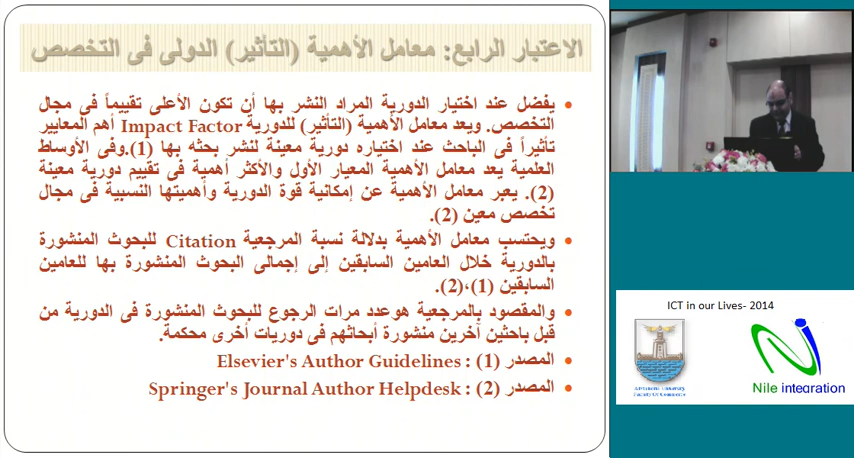 الاعتبار الرابع: معامل الأهمية (التأثير) الدولى فى التخصص
يفضل عند اختيار الدورية المراد النشر بها أن تكون الأعلى تقييماً فى مجال
التخصص. ويعد معامل الأهمية (التأثير) للدورية Impact Factor أهم المعايير
تأثيراً فى الباحث عند اختياره دورية معينة لنشر بحثه بها (1).وفى الأوساط
العلمية يعد معامل الأهمية المعيار الأول والأكثر أهمية فى تقييم دورية معينة
(2). يعبر معامل الأهمية عن إمكانية قوة الدورية وأهميتها النسبية فى مجال
تخصص معين (2).
ويحتسب معامل الأهمية بدلالة نسبة المرجعية Citation للبحوث المنشورة
بالدورية خلال العامين السابقين إلى إجمالى البحوث المنشورة بها للعامين
السابقين (1)،(2).
والمقصود بالمرجعية هوعدد مرات الرجوع للبحوث المنشورة فى الدورية من
قبل باحثين آخرين منشورة أبحاثهم فى دوريات أخرى محكمة.
المصدر (1) : Elsevier's Author Guidelines
المصدر (2) : Springer's Journal Author Helpdesk
ICT in our Lives- 2014
Nile integration